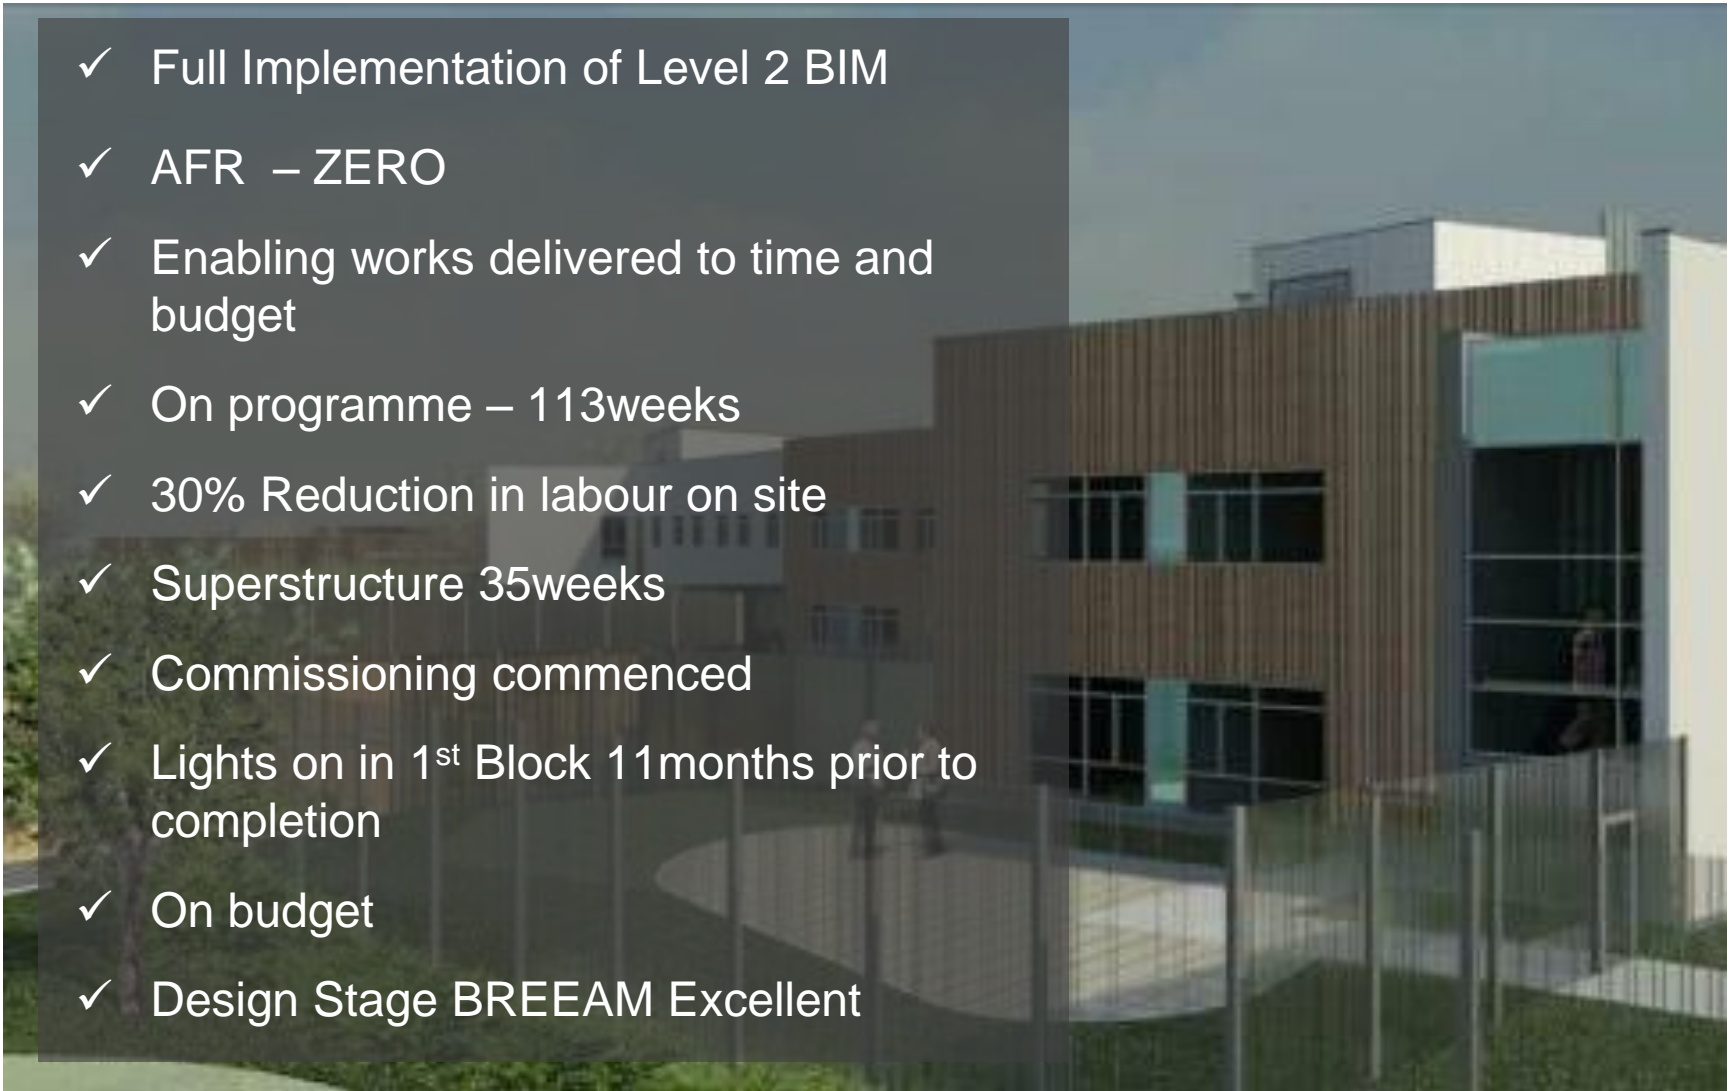 ✓ Full Implementation of Level 2 BIM
✓ AFR – ZERO
✓ Enabling works delivered to time and
budget
✓ On programme – 113weeks
✓ 30% Reduction in labour on site
✓ Superstructure 35weeks
✓ Commissioning commenced
✓ Lights on in 1st Block 11months prior to
completion
✓ On budget
✓ Design Stage BREEAM Excellent